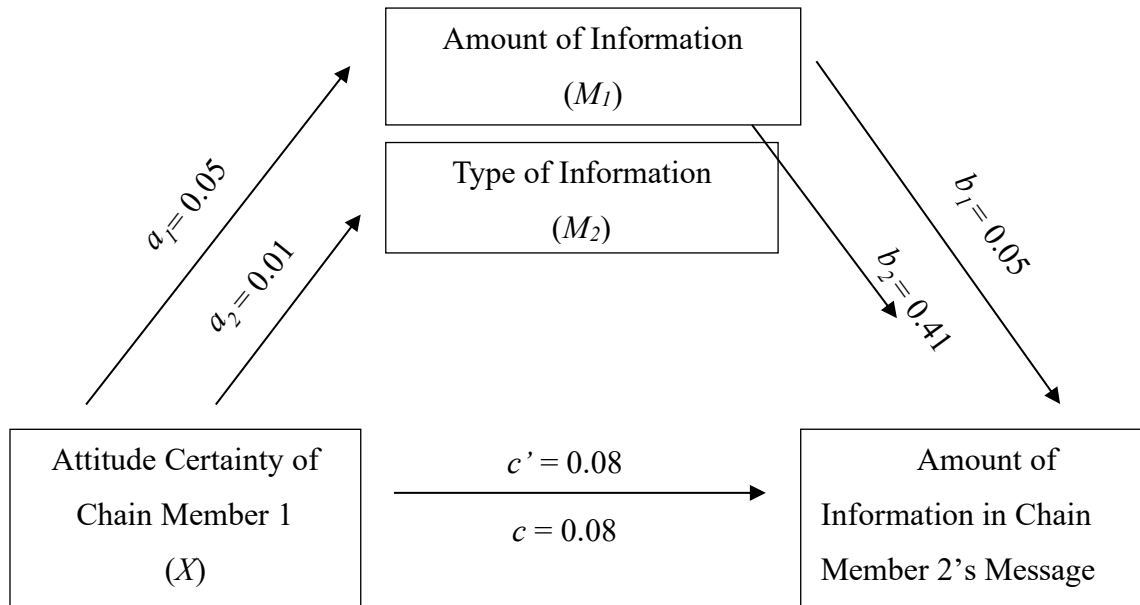 Amount of Information
(M1)
Type of Information
(M2)
a1= 0.05
a2= 0.01
b1= 0.05
b2= 0.41
Attitude Certainty of
Chain Member 1
(X)
c’ = 0.08
c = 0.08
Amount of
Information in Chain
Member 2’s Message